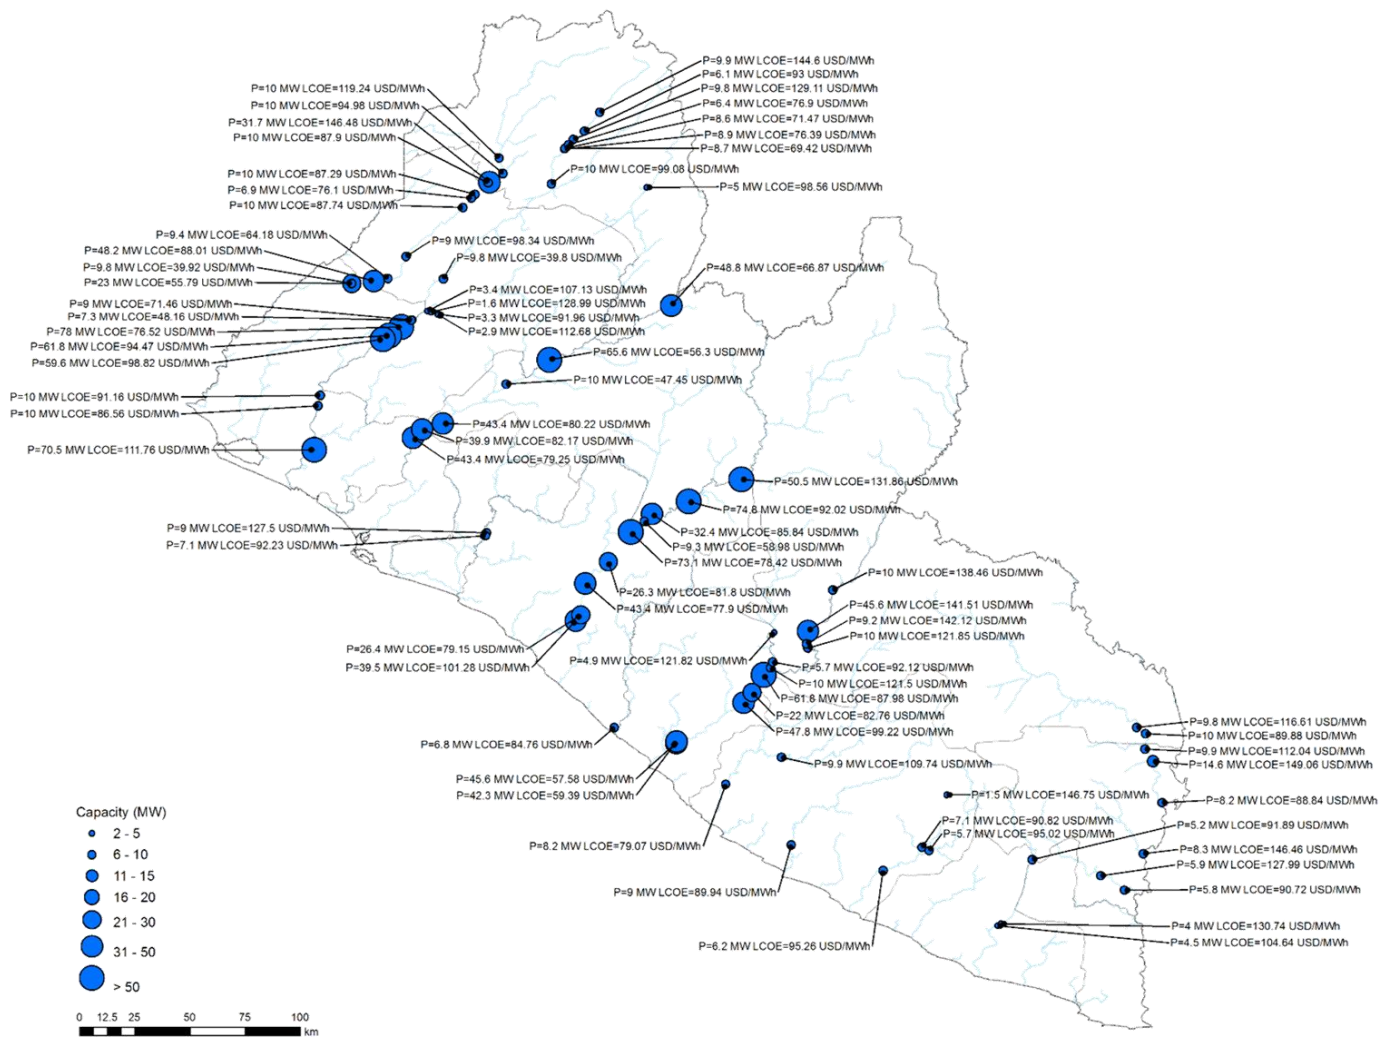 P=10 MW LCOE=119.24 USD/MWh
P=10 MW LCOE=94.98 USD/MWh
P=31.7 MW LCOE=146.48 USD/MWh
P=10 MW LCOE=87.9 USD/MWh
P=10 MW LCOE=87.29 USD/MWh
P=6.9 MW LCOE=76.1 USD/MWh
P=10 MW LCOE=87.74 USD/MWh
P=9.9 MW LCOE=144.6 USD/MWh
P=6.1 MW LCOE=93 USD/MWh
P=9.8 MW LCOE=129.11 USD/MWh
P=6.4 MW LCOE=76.9 USD/MWh
P=8.6 MW LCOE=71.47 USD/MWh
P=8.9 MW LCOE=76.39 USD/MWh
P=8.7 MW LCOE=69.42 USD/MWh
P=10 MW LCOE=99.08 USD/MWh
P=5 MW LCOE=98.56 USD/MWh
P=9.4 MW LCOE=64.18 USD/MWh
P=48.2 MW LCOE=88.01 USD/MWh
P=9.8 MW LCOE=39.92 USD/MWh
P=23 MW LCOE=55.79 USD/MWh
P=9 MW LCOE=98.34 USD/MWh
P=9.8 MW LCOE=39.8 USD/MWh
P=48.8 MW LCOE=66.87 USD/MWh
P=9 MW LCOE=71.46 USD/MWh
P=7.3 MW LCOE=48.16 USD/MWh
P=78 MW LCOE=76.52 USD/MWh
P=61.8 MW LCOE=94.47 USD/MWh
P=59.6 MW LCOE=98.82 USD/MWh
P=3.4 MW LCOE=107.13 USD/MWh
P=1.6 MW LCOE=128.99 USD/MWh
P=3.3 MW LCOE=91.96 USD/MWh
P=2.9 MW LCOE=112.68 USD/MWh
P=65.6 MW LCOE=56.3 USD/MWh
P=10 MW LCOE=47.45 USD/MWh
P=10 MW LCOE=91.16 USD/MWh
P=10 MW LCOE=86.56 USD/MWh
P=70.5 MW LCOE=111.76 USD/MWh
P=43.4 MW LCOE=80.22 USD/MWh
P=39.9 MW LCOE=82.17 USD/MWh
P=43.4 MW LCOE=79.25 USD/MWh
P=50.5 MW LCOE=131.86 USD/MWh
P=74.8 MW LCOE=92.02 USD/MWh
P=32.4 MW LCOE=85.84 USD/MWh
P=9.3 MW LCOE=58.98 USD/MWh
P=73.1 MW LCOE=78.42 USD/MWh
P=9 MW LCOE=127.5 USD/MWh
P=7.1 MW LCOE=92.23 USD/MWh
P=26.3 MW LCOE=81.8 USD/MWh
P=43.4 MW LCOE=77.9 USD/MWh
P=10 MW LCOE=138.46 USD/MWh
P=45.6 MW LCOE=141.51 USD/MWh
P=9.2 MW LCOE=142.12 USD/MWh
P=10 MW LCOE=121.85 USD/MWh
P=26.4 MW LCOE=79.15 USD/MWh
P=39.5 MW LCOE=101.28 USD/MWh
P=4.9 MW LCOE=121.82 USD/MWh
P=5.7 MW LCOE=92.12 USD/MWh
P=10 MW LCOE=121.5 USD/MWh
P=61.8 MW LCOE=87.98 USD/MWh
P=22 MW LCOE=82.76 USD/MWh
P=47.8 MW LCOE=99.22 USD/MWh
P=6.8 MW LCOE=84.76 USD/MWh
P=45.6 MW LCOE=57.58 USD/MWh
P=42.3 MW LCOE=59.39 USD/MWh
P=9.9 MW LCOE=109.74 USD/MWh
P=9.8 MW LCOE=116.61 USD/MWh
P=10 MW LCOE=89.88 USD/MWh
P=9.9 MW LCOE=112.04 USD/MWh
P=14.6 MW LCOE=149.06 USD/MWh
P=1.5 MW LCOE=146.75 USD/MWh
P=8.2 MW LCOE=88.84 USD/MWh
P=7.1 MW LCOE=90.82 USD/MWh
P=5.7 MW LCOE=95.02 USD/MWh
P=5.2 MW LCOE=91.89 USD/MWh
P=8.2 MW LCOE=79.07 USD/MWh
P=8.3 MW LCOE=146.46 USD/MWh
P=5.9 MW LCOE=127.99 USD/MWh
P=5.8 MW LCOE=90.72 USD/MWh
P=9 MW LCOE=89.94 USD/MWh
P=6.2 MW LCOE=95.26 USD/MWh
P=4 MW LCOE=130.74 USD/MWh
P=4.5 MW LCOE=104.64 USD/MWh
Capacity (MW)
2 - 5
6 - 10
11 - 15
16 - 20
21 - 30
31 - 50
> 50
0 12.5 25 50 75 100
km